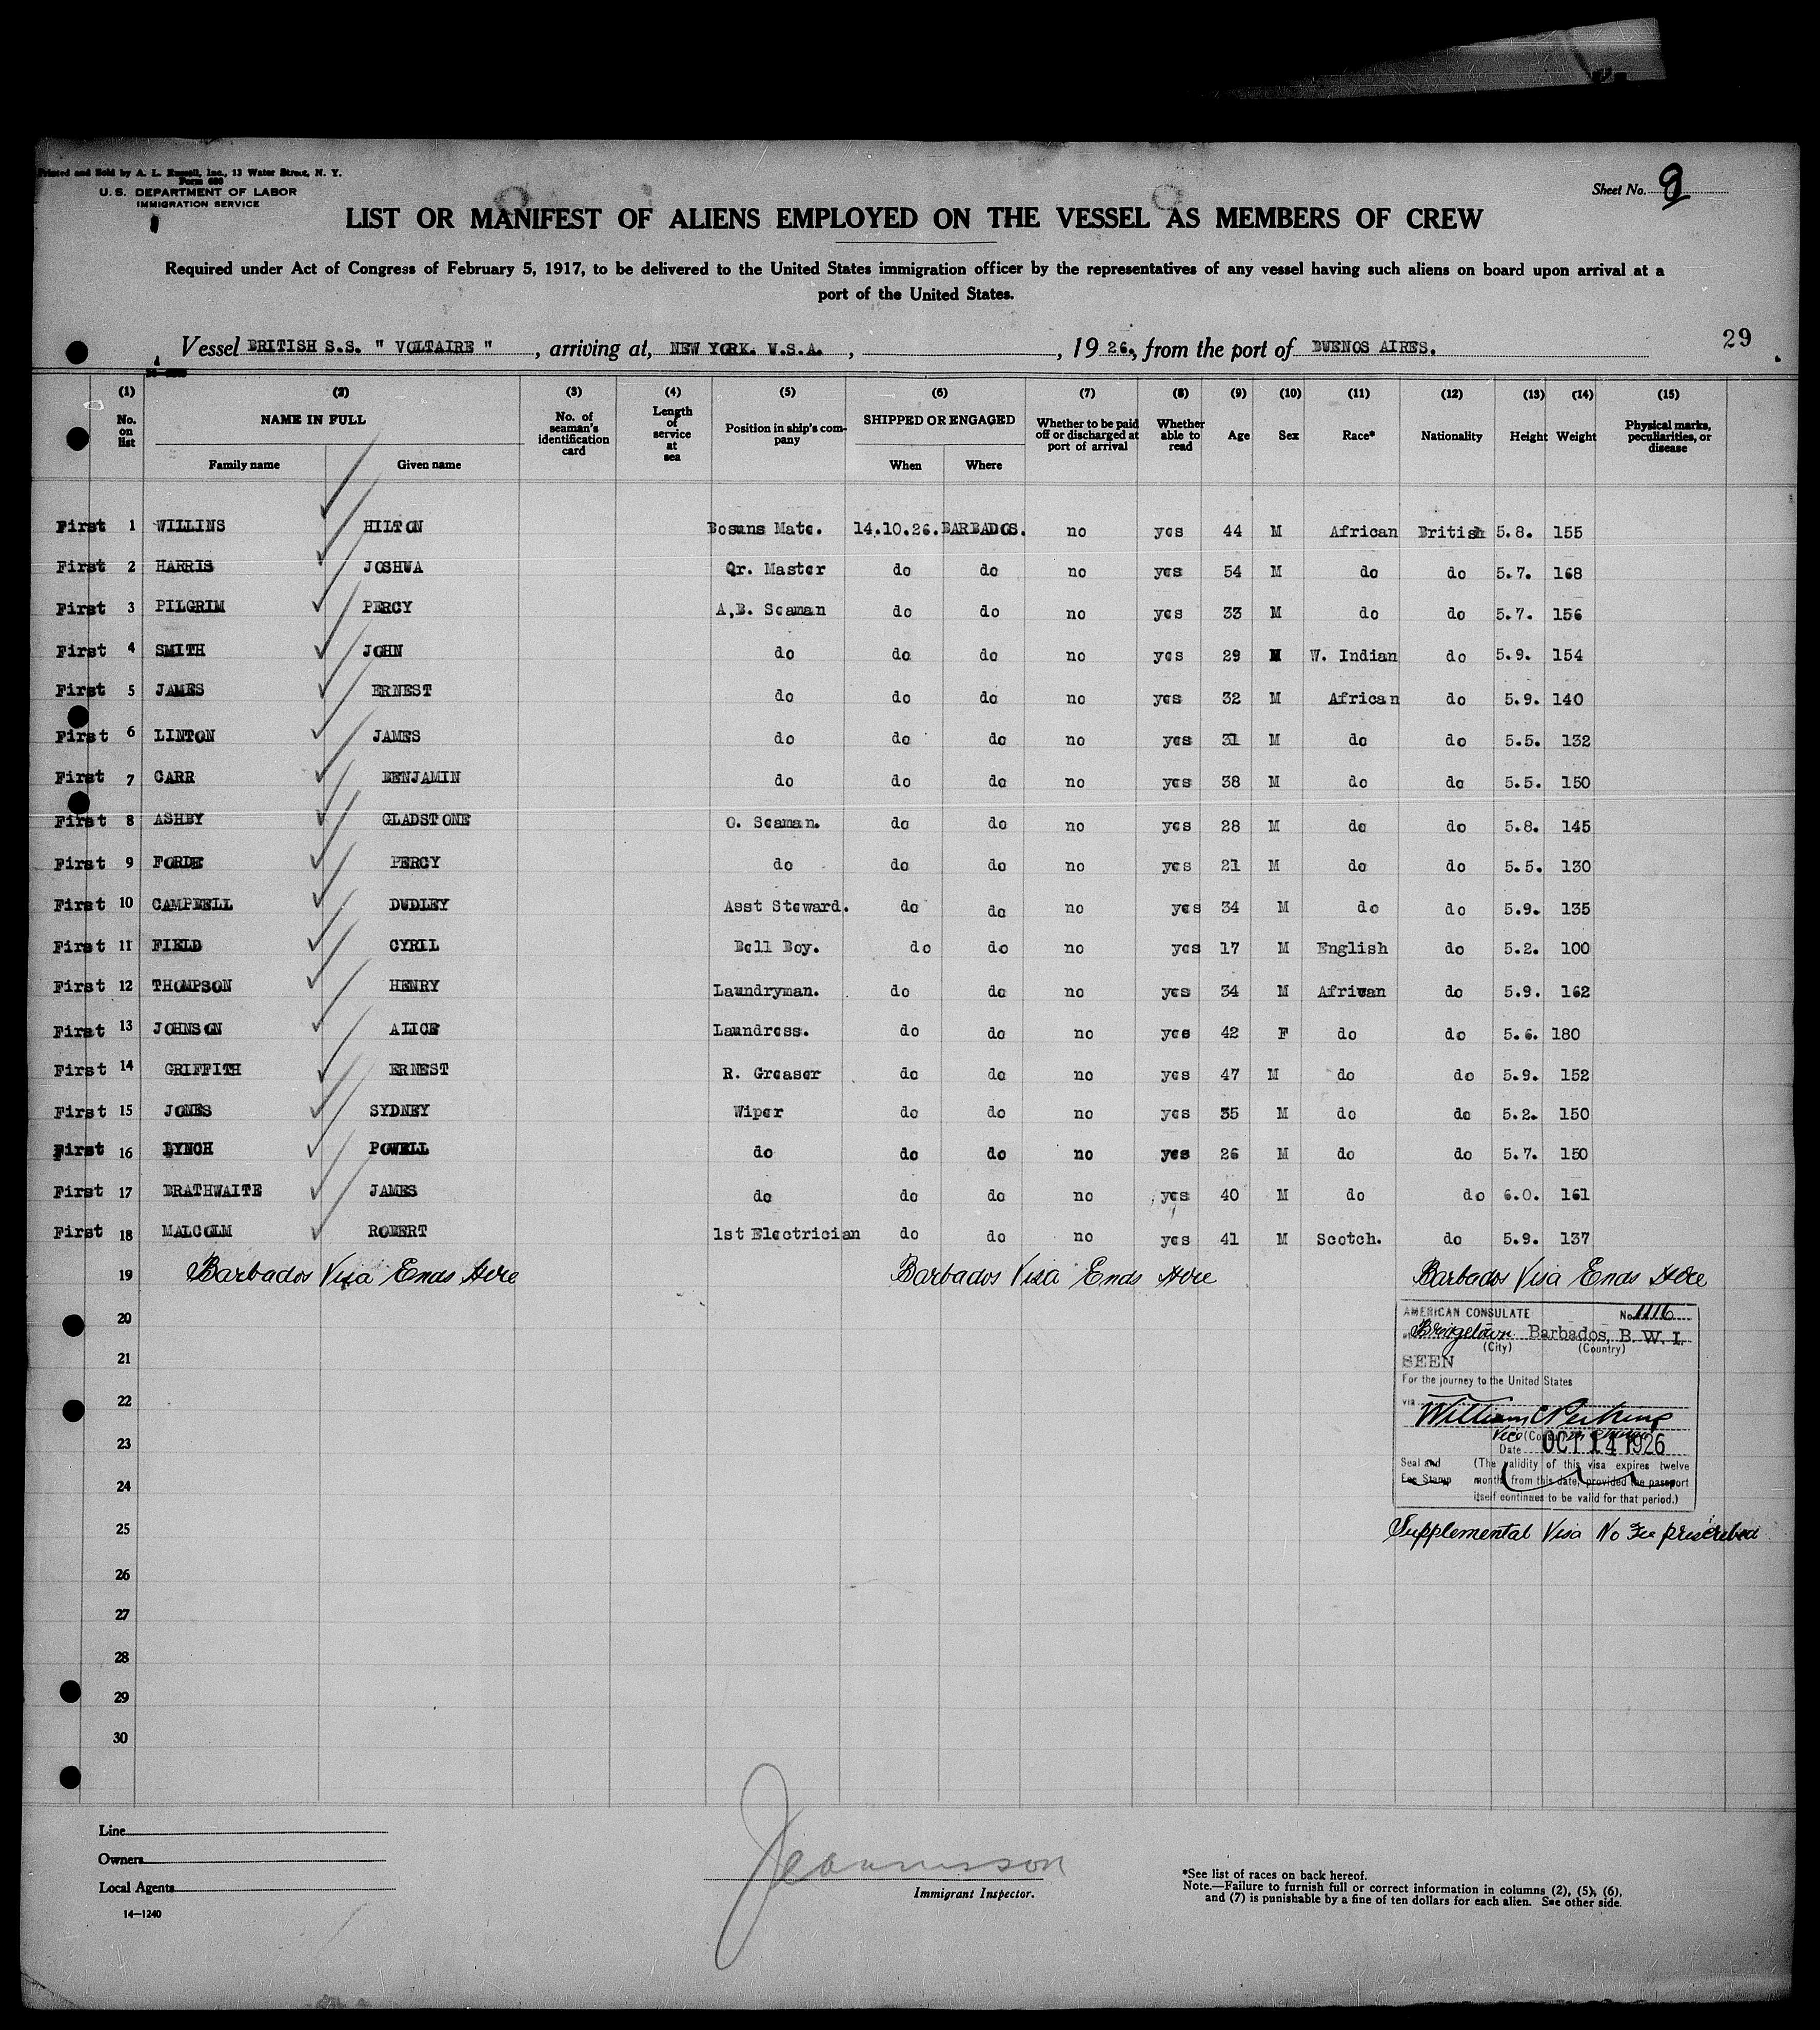 Printed and Sold by A. L. Russell, Inc., 13 Water Street, N. Y.
Form 680
U. S. DEPARTMENT OF LABOR
IMMIGRATION SERVICE
Sheet No. 9
LIST OR MANIFEST OF ALIENS EMPLOYED ON THE VESSEL AS MEMBERS OF CREW
Required under Act of Congress of February 5, 1917, to be delivered to the United States immigration officer by the representatives of any vessel having such aliens on board upon arrival at a
port of the United States.
Vessel BRITISH S.S. " VOLTAIRE " , arriving at, NEW YORK. U.S.A. , , 19 26., from the port of BUENOS AIRES.
29
(1) (2) (3) (4) (5) (6) (7) (8) (9) (10) (11) (12) (13) (14) (15)
No. on list NAME IN FULL Family name Given name No. of seaman's identification card Length of service at sea Position in ship's company SHIPPED OR ENGAGED When Where Whether to be paid off or discharged at port of arrival Whether able to read Age Sex Race* Nationality Height Weight Physical marks, peculiarities, or disease
First 1 WILLINS HILTON Bosuns Mate. 14.10.26. BARBADOS. no yes 44 M African British 5.8. 155
First 2 HARRIS JOSHUA Qr. Master do do no yes 54 M do do 5.7. 168
First 3 PILGRIM PERCY A,B. Seaman do do no yes 33 M do do 5.7. 156
First 4 SMITH JOHN do do do no yes 29 M W. Indian do 5.9. 154
First 5 JAMES ERNEST do do do no yes 32 M African do 5.9. 140
First 6 LINTON JAMES do do do no yes 31 M do do 5.5. 132
First 7 CARR BENJAMIN do do do no yes 38 M do do 5.5. 150
First 8 ASHBY GLADSTONE O. Seaman. do do no yes 28 M do do 5.8. 145
First 9 FORDE PERCY do do do no yes 21 M do do 5.5. 130
First 10 CAMPBELL DUDLEY Asst Steward. do do no yes 34 M do do 5.9. 135
First 11 FIELD CYRIL Bell Boy. do do no yes 17 M English do 5.2. 100
First 12 THOMPSON HENRY Laundryman. do do no yes 34 M African do 5.9. 162
First 13 JOHNSON ALICE Laundress. do do no yes 42 F do do 5.6. 180
First 14 GRIFFITH ERNEST R. Greaser do do no yes 47 M do do 5.9. 152
First 15 JONES SYDNEY Wiper do do no yes 35 M do do 5.2. 150
First 16 LYNCH POWELL do do do no yes 26 M do do 5.7. 150
First 17 BRATHWAITE JAMES do do do no yes 40 M do do 6.0. 161
First 18 MALCOLM ROBERT 1st Electrician do do no yes 41 M Scotch. do 5.9. 137
19 Barbados Visa Ends Here Barbados Visa Ends Here Barbados Visa Ends Here
20
21
22
23
24
25
26
27
28
29
30
AMERICAN CONSULATE No. 1116
Bridgetown Barbados, B. W. I.
(City) (Country)
SEEN
For the journey to the United States
via
William C Perkins
Vice Consul in charge
Date OCT 14 1926
Seal and Fee Stamp
(The validity of this visa expires twelve
months from this date, provided the passport
itself continues to be valid for that period.)
Supplemental Visa No Fee prescribed
Line
Owners
Local Agents
14—1240
Immigrant Inspector.
*See list of races on back hereof.
Note.—Failure to furnish full or correct information in columns (2), (5), (6),
and (7) is punishable by a fine of ten dollars for each alien. See other side.